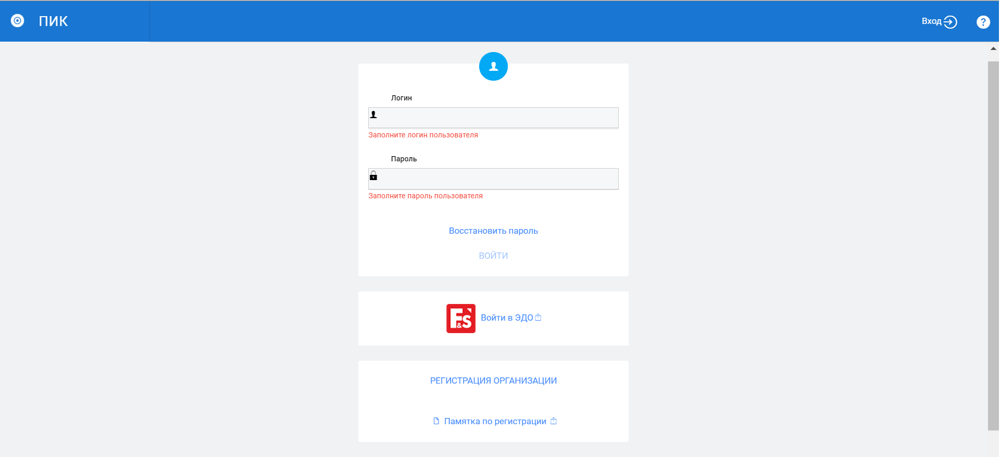 ПИК
Вход
?
Логин
Заполните логин пользователя
Пароль
Заполните пароль пользователя
Восстановить пароль
ВОЙТИ
F&S
Войти в ЭДО
РЕГИСТРАЦИЯ ОРГАНИЗАЦИИ
Памятка по регистрации